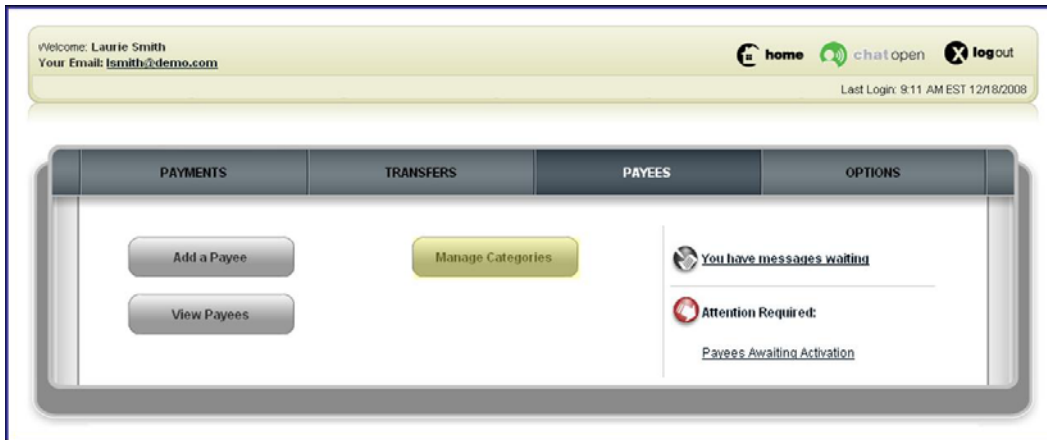 Welcome: Laurie Smith
Your Email: lsmith@demo.com
home chat open logout
Last Login: 9:11 AM EST 12/18/2008
PAYMENTS TRANSFERS PAYEES OPTIONS
Add a Payee Manage Categories You have messages waiting
View Payees Attention Required:
Payees Awaiting Activation